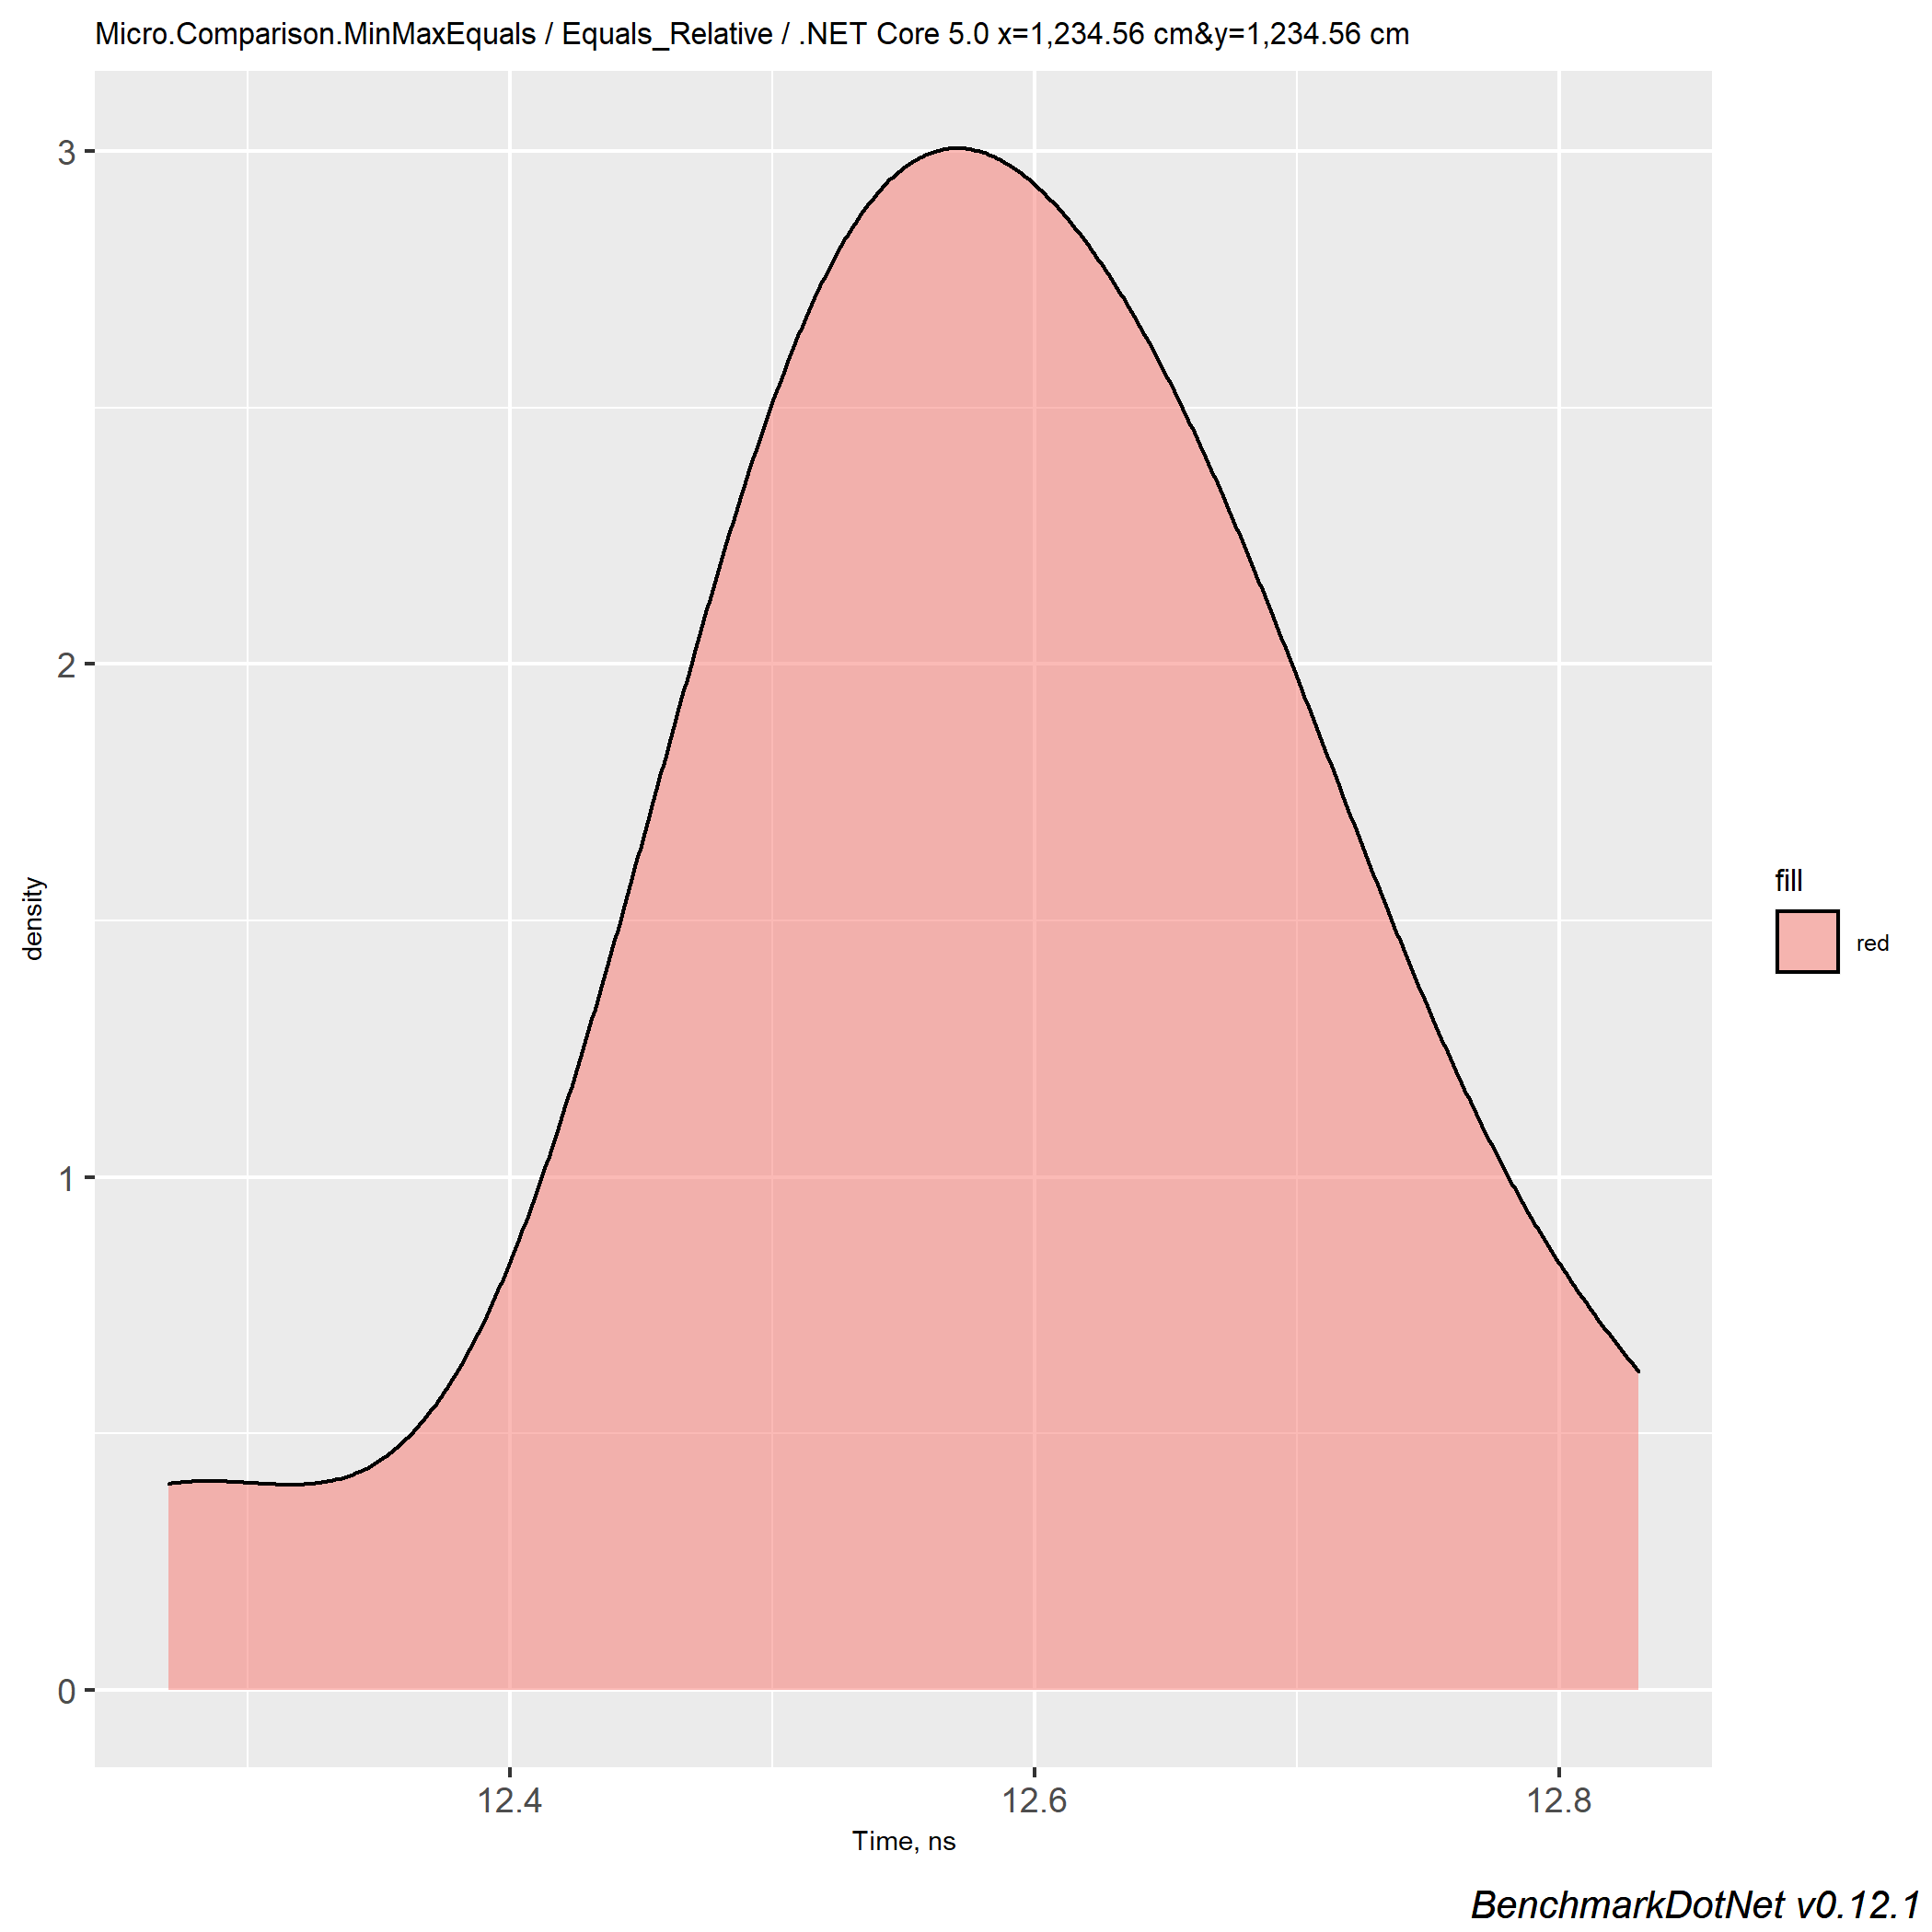 Micro.Comparison.MinMaxEquals / Equals_Relative / .NET Core 5.0 x=1,234.56 cm&y=1,234.56 cm
3
2
1
0
density
12.4 12.6 12.8
Time, ns
fill
red
BenchmarkDotNet v0.12.1